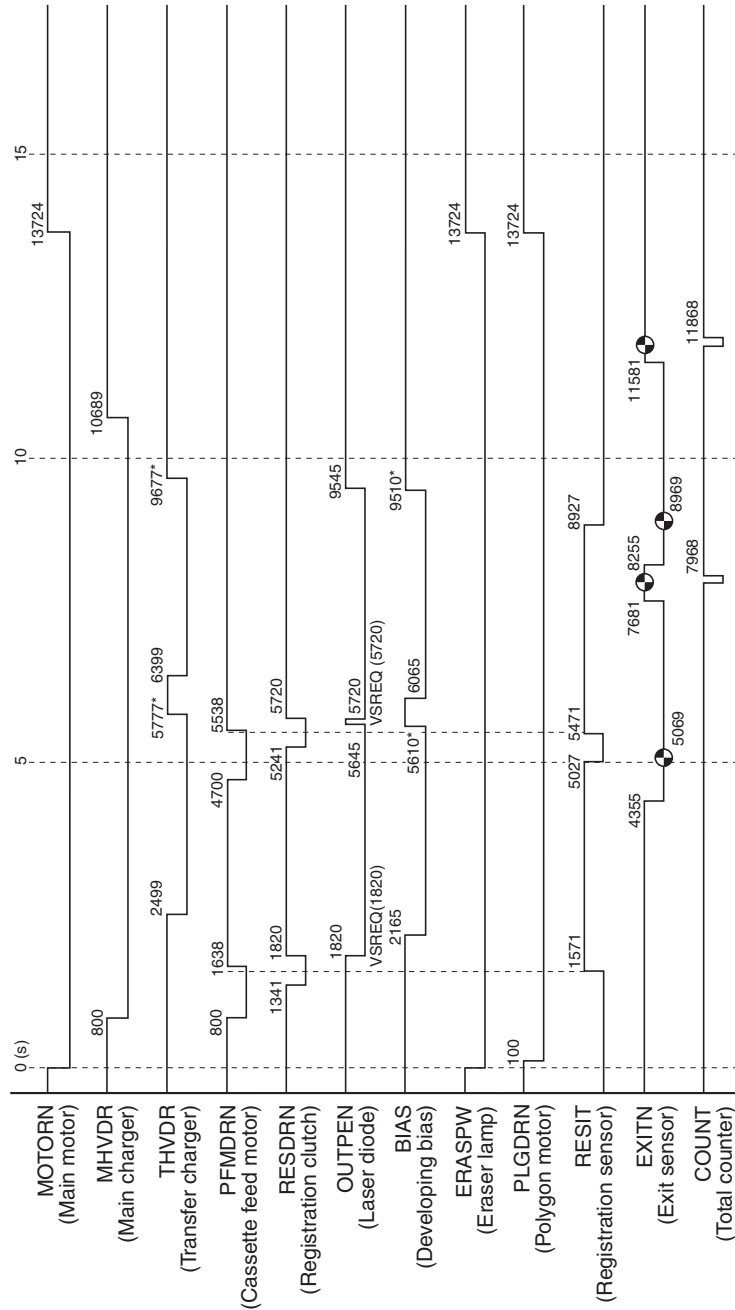 0 (s)
5
10
15
MOTORN
(Main motor)
13724
MHVDR
(Main charger)
800
10689
THVDR
(Transfer charger)
2499
5777*
6399
9677*
PFMDRN
(Cassette feed motor)
800
1638
4700
5538
RESDRN
(Registration clutch)
1341
1820
5241
5720
OUTPEN
(Laser diode)
1820
VSREQ(1820)
5645
5720
VSREQ (5720)
9545
BIAS
(Developing bias)
2165
5610*
6065
9510*
ERASPW
(Eraser lamp)
13724
PLGDRN
(Polygon motor)
100
13724
RESIT
(Registration sensor)
1571
5027
5471
8927
EXITN
(Exit sensor)
4355
5069
7681
8255
8969
11581
COUNT
(Total counter)
7968
11868